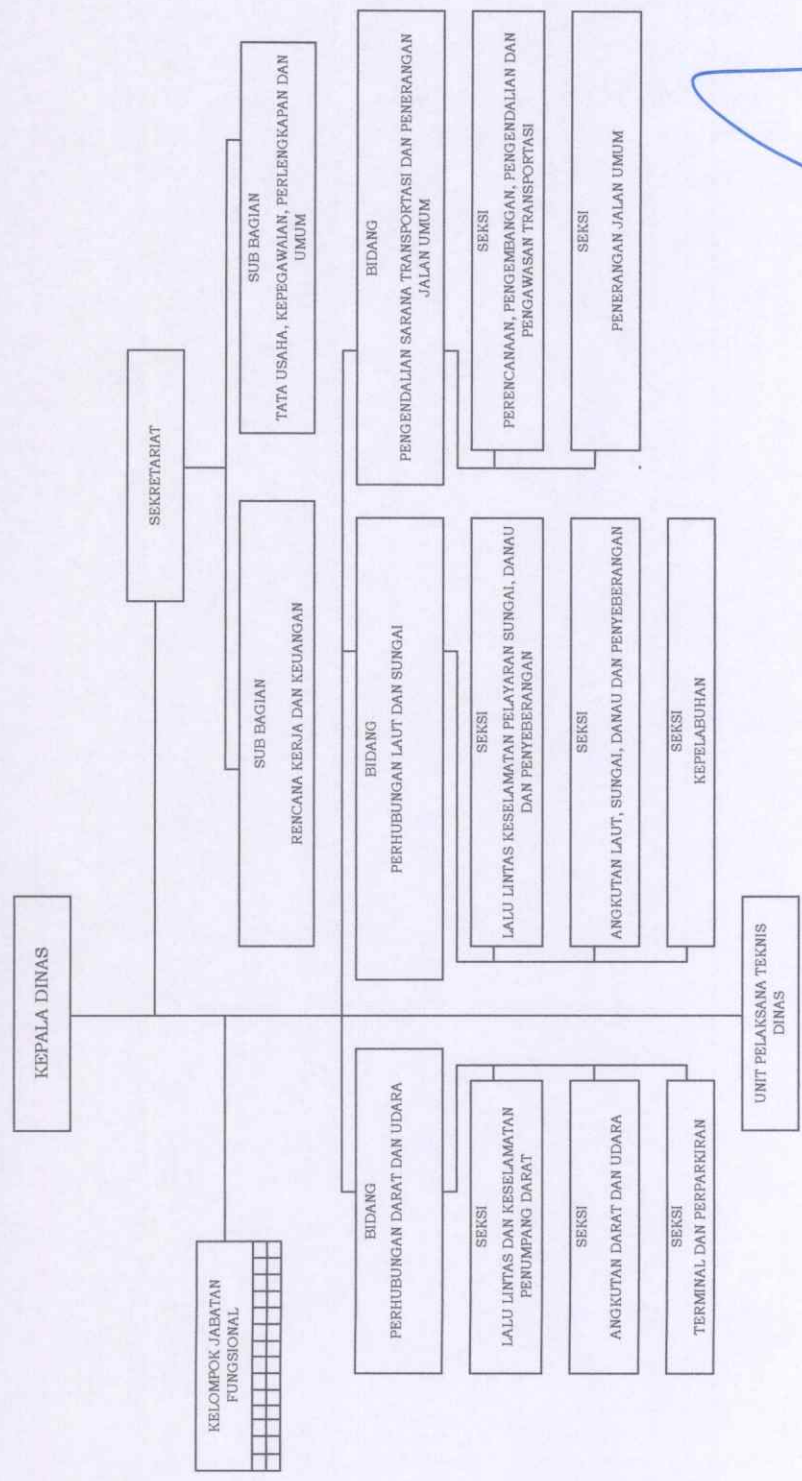 KEPALA DINAS
KELOMPOK JABATAN
FUNGSIONAL
SEKRETARIAT
SUB BAGIAN
RENCANA KERJA DAN KEUANGAN
SUB BAGIAN
TATA USAHA, KEPEGAWAIAN, PERLENGKAPAN DAN
UMUM
BIDANG
PERHUBUNGAN DARAT DAN UDARA
SEKSI
LALU LINTAS DAN KESELAMATAN
PENUMPANG DARAT
SEKSI
ANGKUTAN DARAT DAN UDARA
SEKSI
TERMINAL DAN PERPARKIRAN
BIDANG
PERHUBUNGAN LAUT DAN SUNGAI
SEKSI
LALU LINTAS KESELAMATAN PELAYARAN SUNGAI, DANAU
DAN PENYEBERANGAN
SEKSI
ANGKUTAN LAUT, SUNGAI, DANAU DAN PENYEBERANGAN
SEKSI
KEPELABUHAN
BIDANG
PENGENDALIAN SARANA TRANSPORTASI DAN PENERANGAN
JALAN UMUM
SEKSI
PERENCANAAN, PENGEMBANGAN, PENGENDALIAN DAN
PENGAWASAN TRANSPORTASI
SEKSI
PENERANGAN JALAN UMUM
UNIT PELAKSANA TEKNIS
DINAS